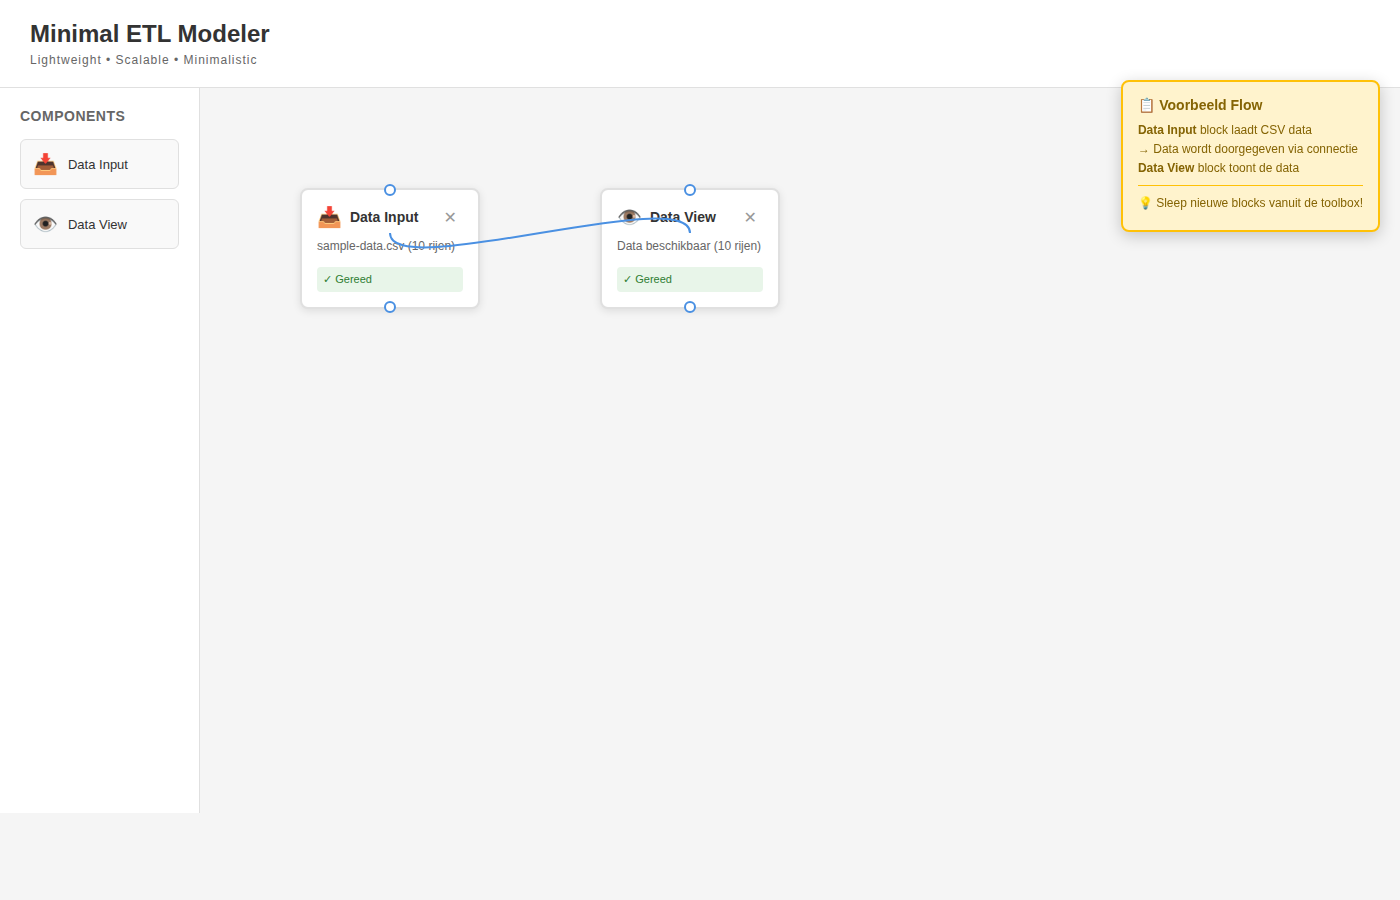 Minimal ETL Modeler
Lightweight • Scalable • Minimalistic
COMPONENTS
Data Input
Data View
Data Input ✕
sample-data.csv (10 rijen)
✓ Gereed
Data View ✕
Data beschikbaar (10 rijen)
✓ Gereed
📋 Voorbeeld Flow
Data Input block laadt CSV data
→ Data wordt doorgegeven via connectie
Data View block toont de data
💡 Sleep nieuwe blocks vanuit de toolbox!